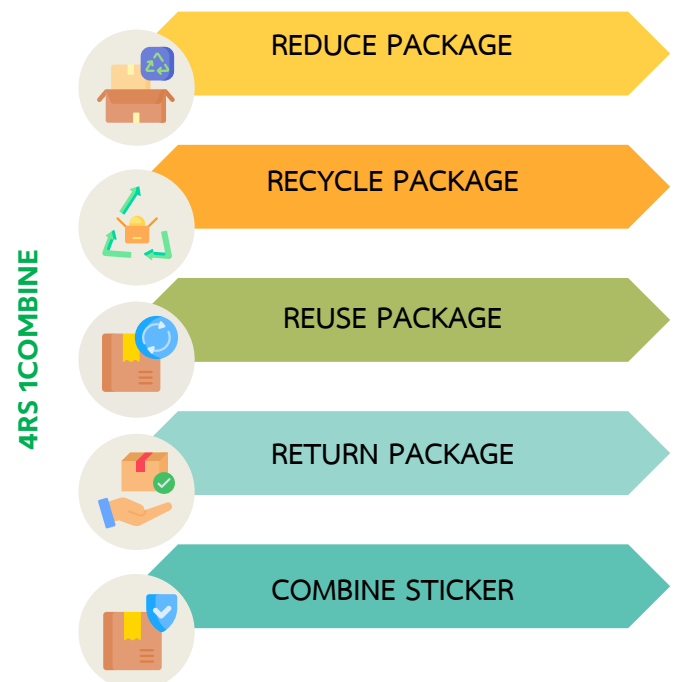 4RS 1COMBINE
REDUCE PACKAGE
RECYCLE PACKAGE
REUSE PACKAGE
RETURN PACKAGE
COMBINE STICKER